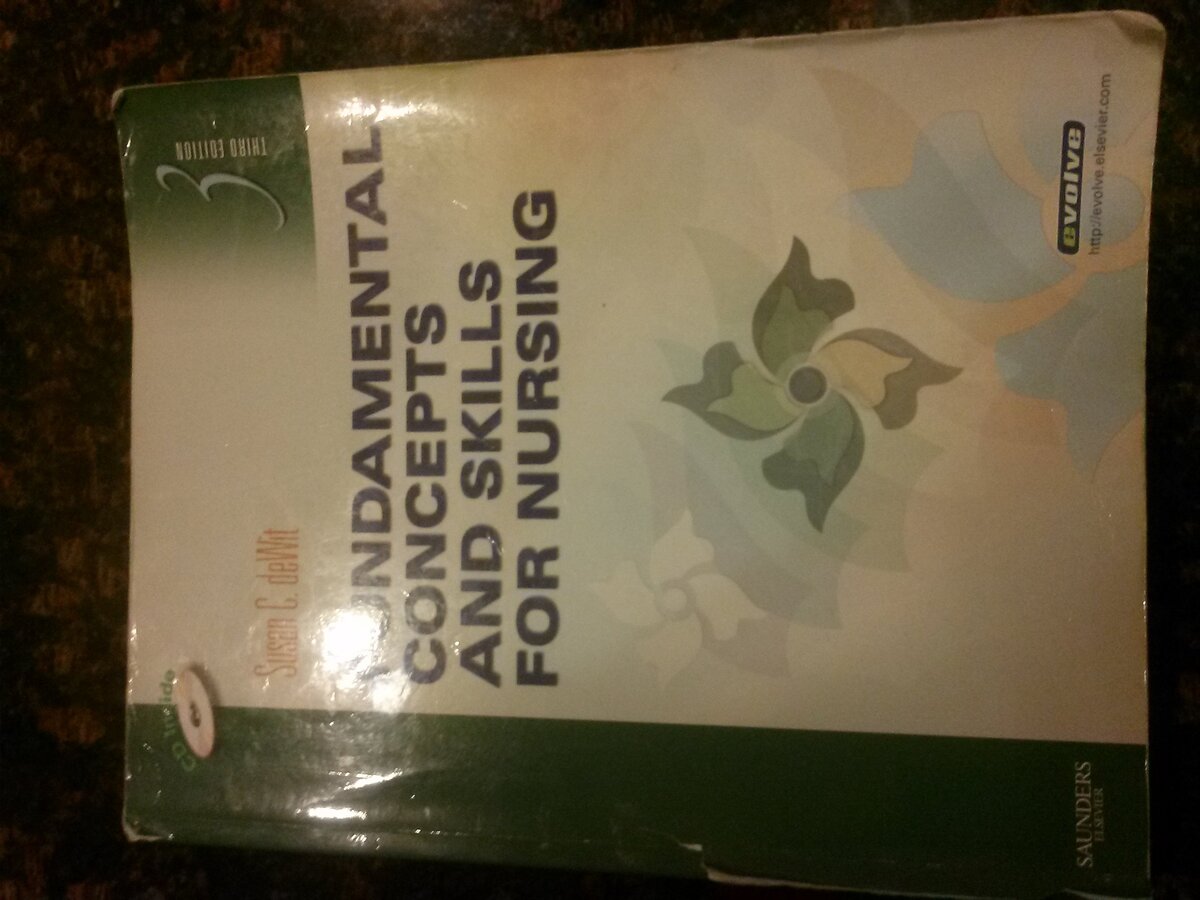 CD Inside
THIRD EDITION
3
Susan C. deWit
FUNDAMENTAL
CONCEPTS
AND SKILLS
FOR NURSING
evolve
http://evolve.elsevier.com
SAUNDERS
ELSEVIER